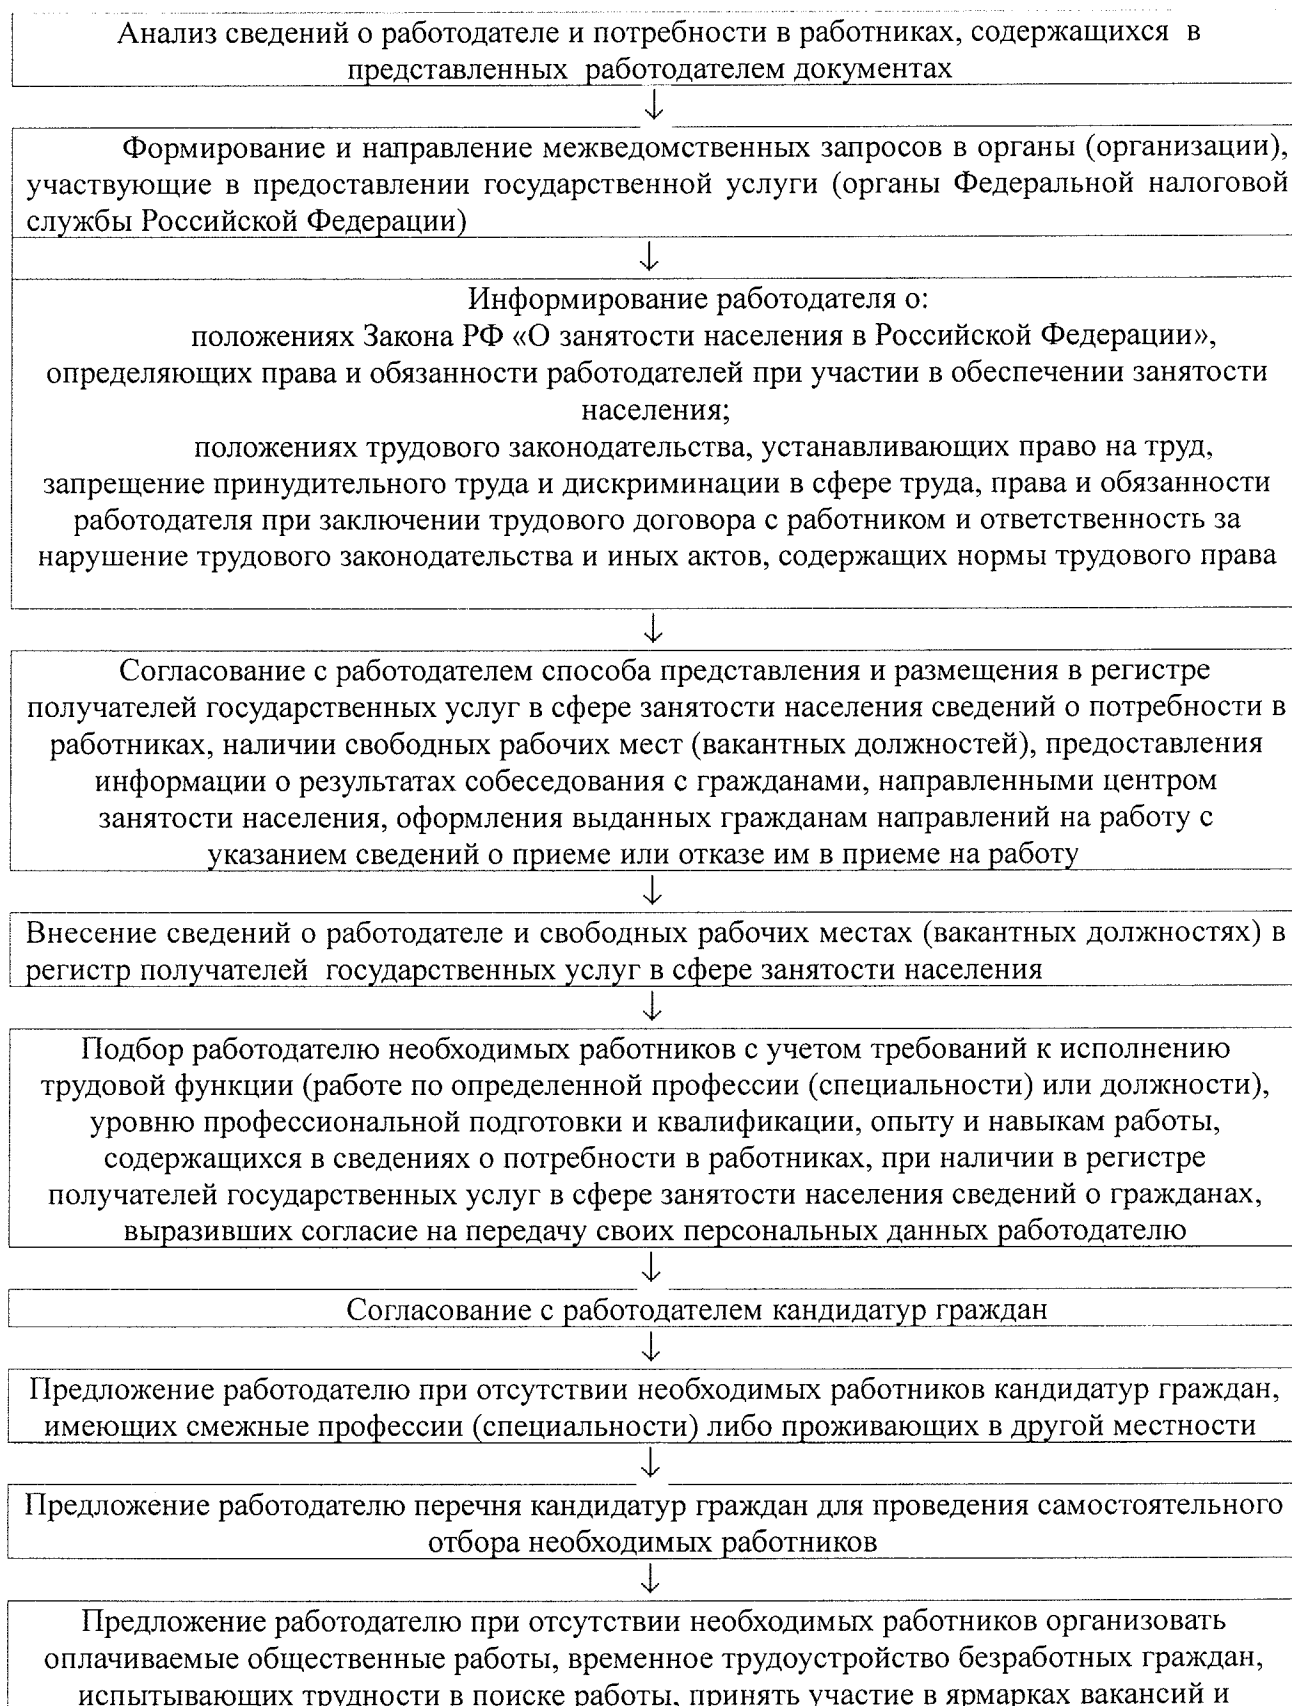 Анализ сведений о работодателе и потребности в работниках, содержащихся в
представленных работодателем документах
↓
Формирование и направление межведомственных запросов в органы (организации),
участвующие в предоставлении государственной услуги (органы Федеральной налоговой
службы Российской Федерации)
↓
Информирование работодателя о:
положениях Закона РФ «О занятости населения в Российской Федерации»,
определяющих права и обязанности работодателей при участии в обеспечении занятости
населения;
положениях трудового законодательства, устанавливающих право на труд,
запрещение принудительного труда и дискриминации в сфере труда, права и обязанности
работодателя при заключении трудового договора с работником и ответственность за
нарушение трудового законодательства и иных актов, содержащих нормы трудового права
↓
Согласование с работодателем способа представления и размещения в регистре
получателей государственных услуг в сфере занятости населения сведений о потребности в
работниках, наличии свободных рабочих мест (вакантных должностей), предоставления
информации о результатах собеседования с гражданами, направленными центром
занятости населения, оформления выданных гражданам направлений на работу с
указанием сведений о приеме или отказе им в приеме на работу
↓
Внесение сведений о работодателе и свободных рабочих местах (вакантных должностях) в
регистр получателей государственных услуг в сфере занятости населения
↓
Подбор работодателю необходимых работников с учетом требований к исполнению
трудовой функции (работе по определенной профессии (специальности) или должности),
уровню профессиональной подготовки и квалификации, опыту и навыкам работы,
содержащихся в сведениях о потребности в работниках, при наличии в регистре
получателей государственных услуг в сфере занятости населения сведений о гражданах,
выразивших согласие на передачу своих персональных данных работодателю
↓
Согласование с работодателем кандидатур граждан
↓
Предложение работодателю при отсутствии необходимых работников кандидатур граждан,
имеющих смежные профессии (специальности) либо проживающих в другой местности
↓
Предложение работодателю перечня кандидатур граждан для проведения самостоятельного
отбора необходимых работников
↓
Предложение работодателю при отсутствии необходимых работников организовать
оплачиваемые общественные работы, временное трудоустройство безработных граждан,
испытывающих трудности в поиске работы, принять участие в ярмарках вакансий и